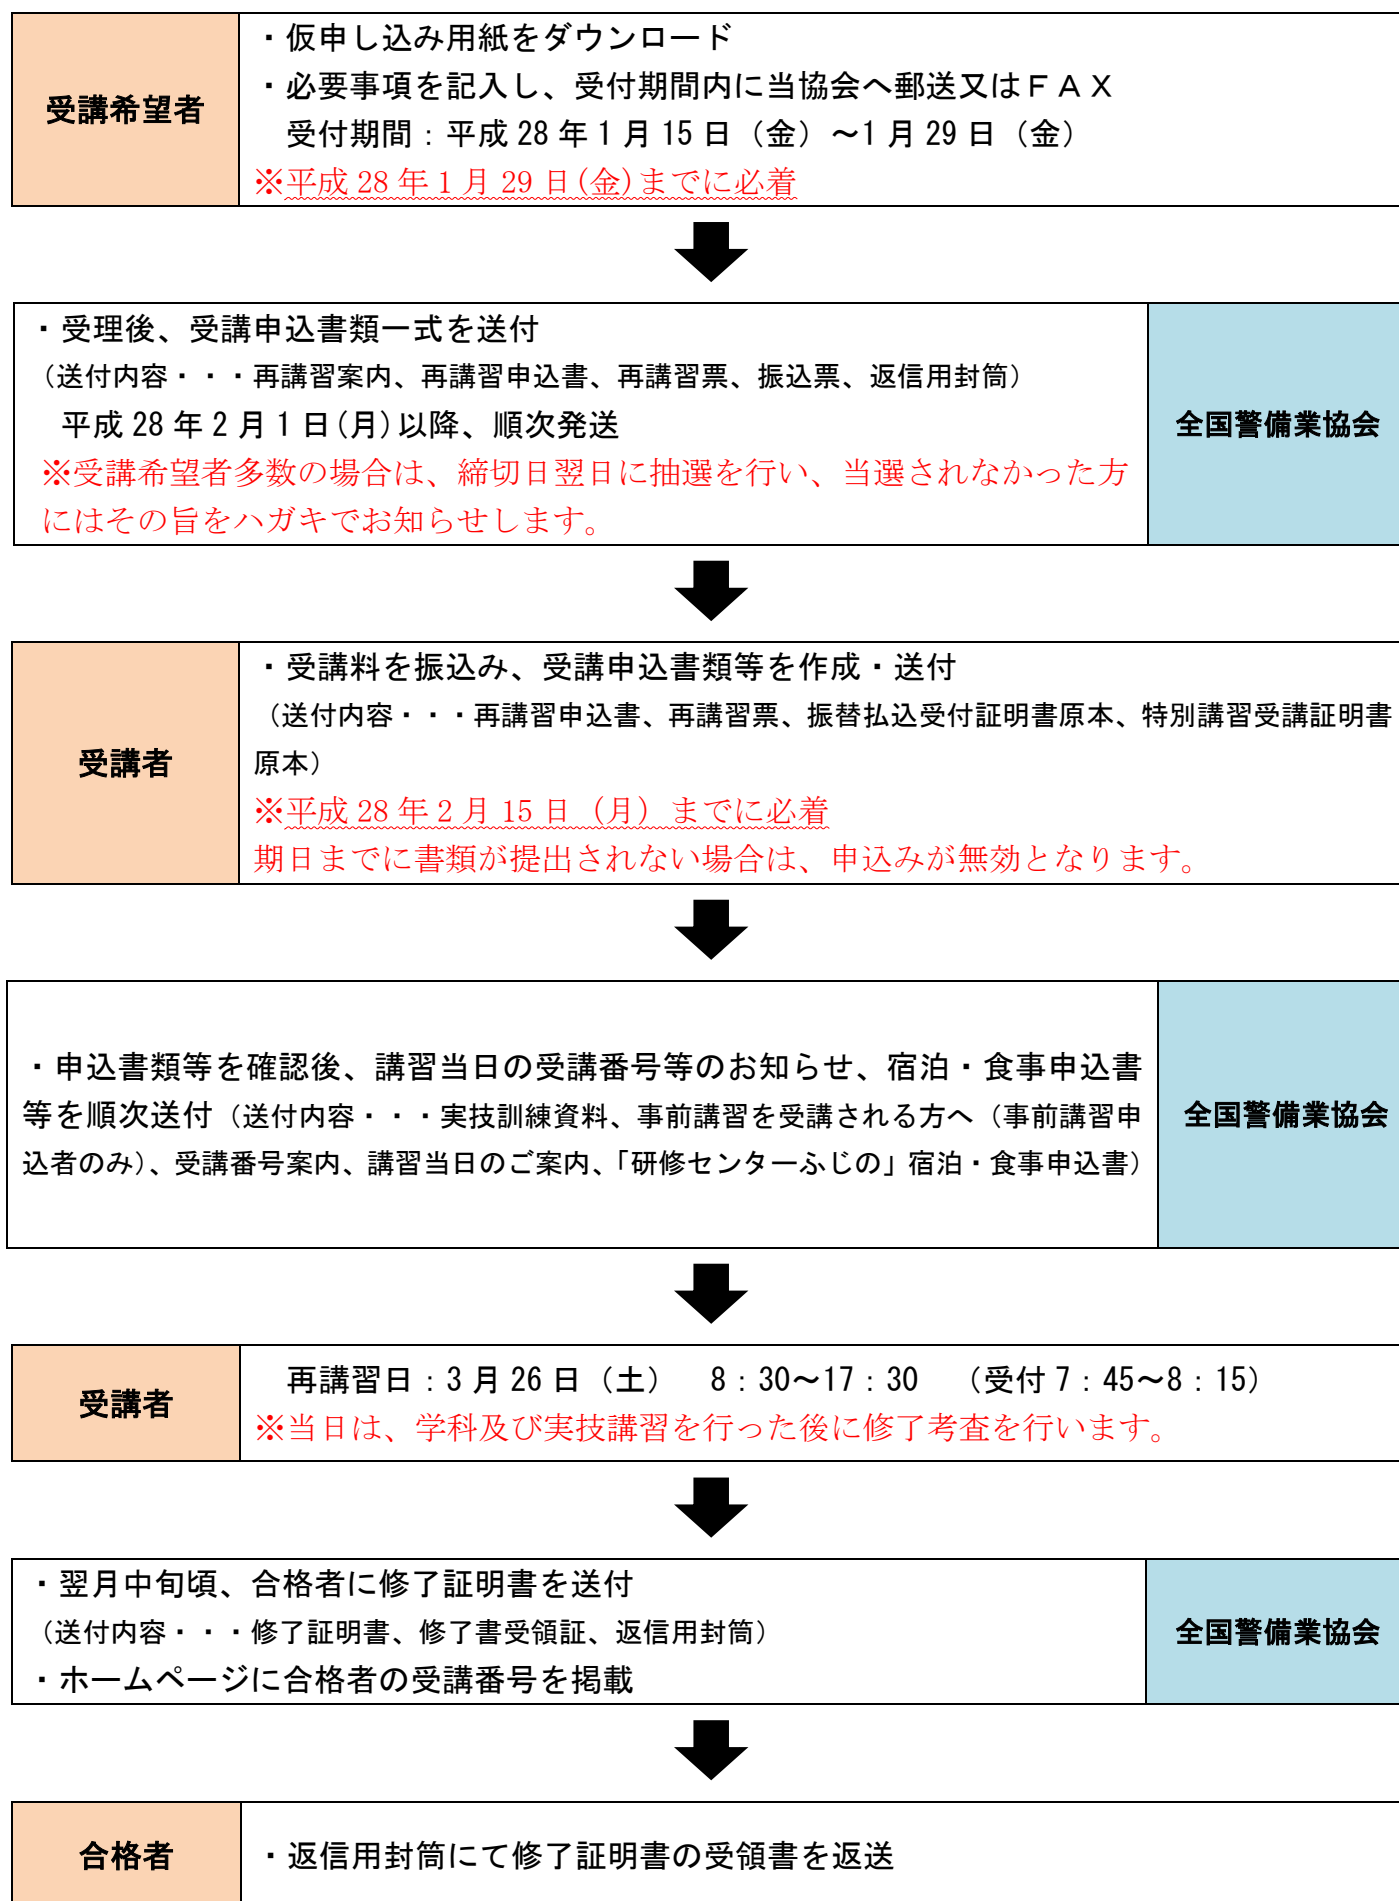 受講希望者
・仮申し込み用紙をダウンロード
・必要事項を記入し、受付期間内に当協会へ郵送又はＦＡＸ
受付期間：平成28年1月15日（金）～1月29日（金）
※平成28年1月29日(金)までに必着
・受理後、受講申込書類一式を送付
（送付内容・・・再講習案内、再講習申込書、再講習票、振込票、返信用封筒）
平成28年2月1日(月)以降、順次発送
※受講希望者多数の場合は、締切日翌日に抽選を行い、当選されなかった方
にはその旨をハガキでお知らせします。
全国警備業協会
受講者
・受講料を振込み、受講申込書類等を作成・送付
（送付内容・・・再講習申込書、再講習票、振替払込受付証明書原本、特別講習受講証明書
原本）
※平成28年2月15日（月）までに必着
期日までに書類が提出されない場合は、申込みが無効となります。
・申込書類等を確認後、講習当日の受講番号等のお知らせ、宿泊・食事申込書
等を順次送付（送付内容・・・実技訓練資料、事前講習を受講される方へ（事前講習申
込者のみ）、受講番号案内、講習当日のご案内、「研修センターふじの」宿泊・食事申込書）
全国警備業協会
受講者
再講習日：3月26日（土）　8：30～17：30　（受付7：45～8：15）
※当日は、学科及び実技講習を行った後に修了考査を行います。
・翌月中旬頃、合格者に修了証明書を送付
（送付内容・・・修了証明書、修了書受領証、返信用封筒）
・ホームページに合格者の受講番号を掲載
全国警備業協会
合格者
・返信用封筒にて修了証明書の受領書を返送